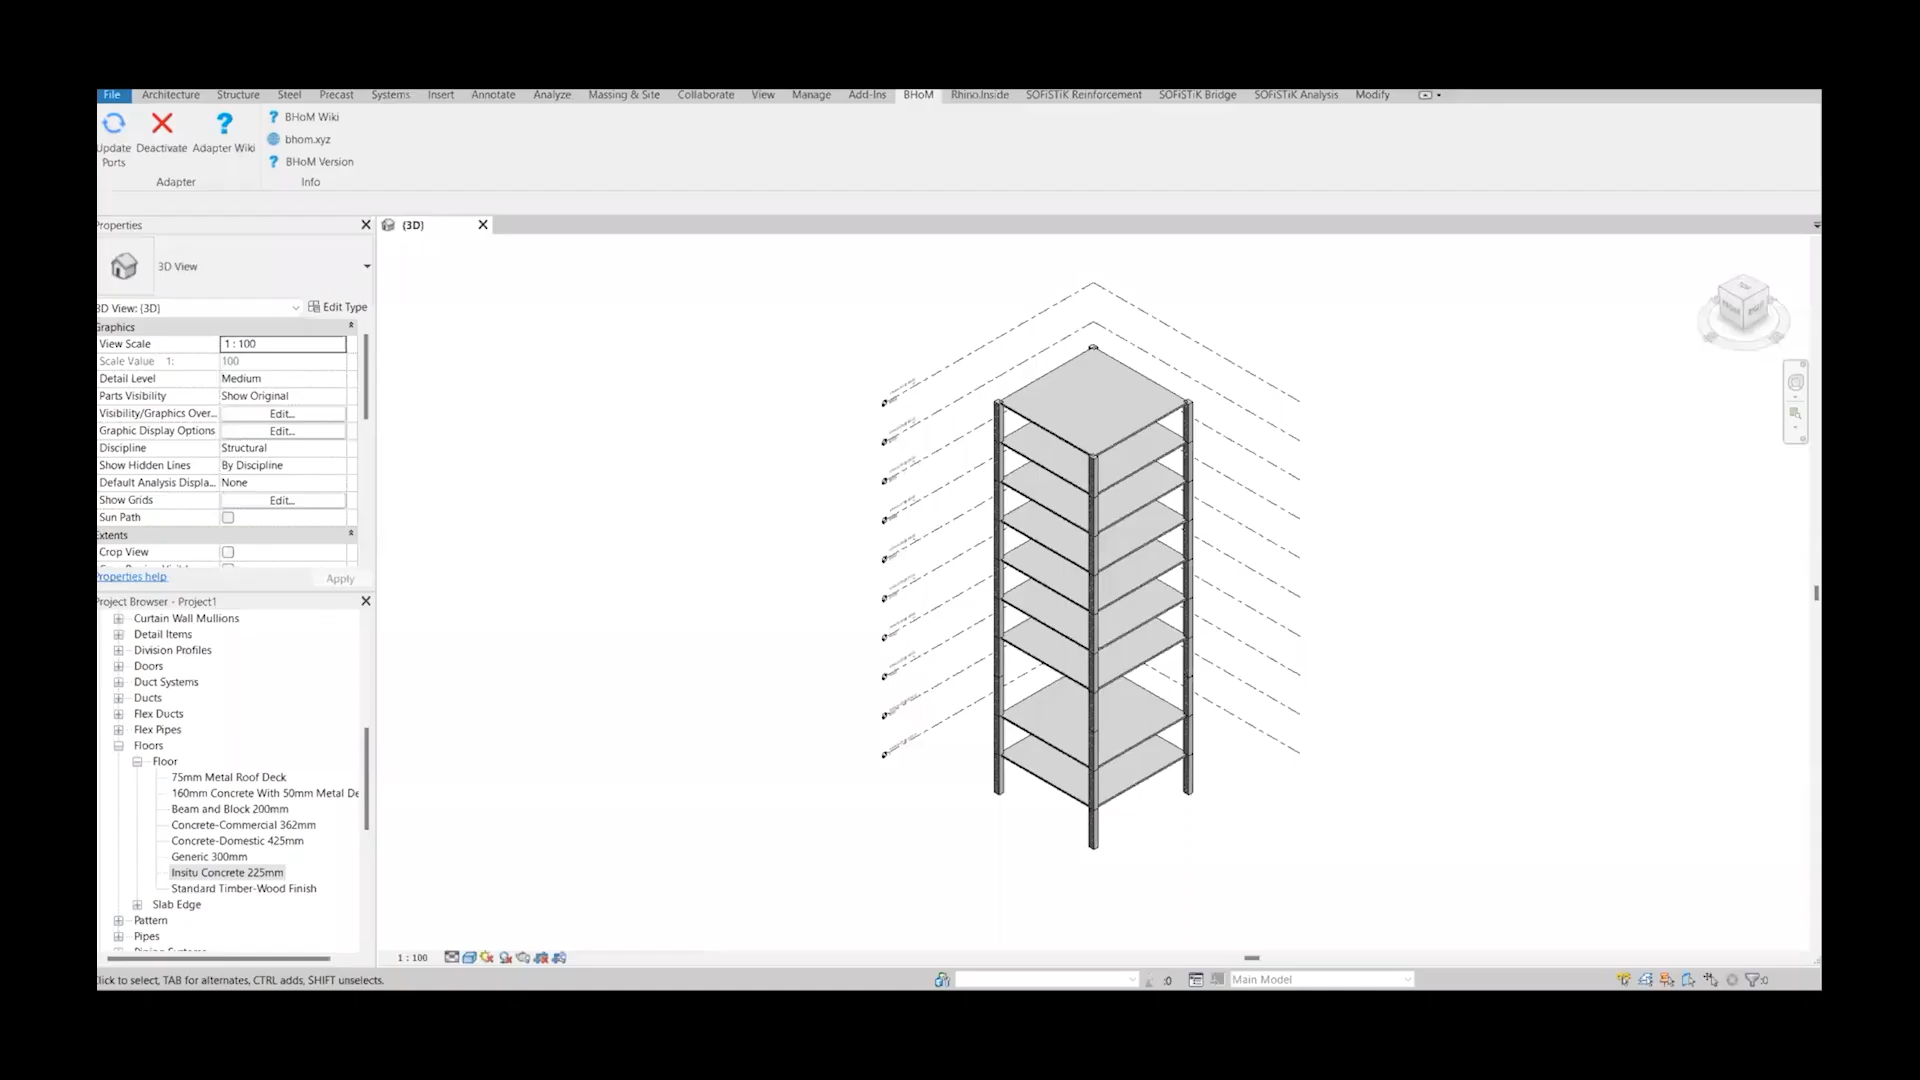 File Architecture Structure Steel Precast Systems Insert Annotate Analyze Massing & Site Collaborate View Manage Add-Ins BHoM Rhino.Inside SOFiSTiK Reinforcement SOFiSTiK Bridge SOFiSTiK Analysis Modify
Update Ports
Deactivate
Adapter Wiki
BHoM Wiki
bhom.xyz
BHoM Version
Adapter
Info
Properties
{3D}
3D View
3D View: {3D}
Edit Type
Graphics
View Scale 1 : 100
Scale Value 1: 100
Detail Level Medium
Parts Visibility Show Original
Visibility/Graphics Over... Edit...
Graphic Display Options Edit...
Discipline Structural
Show Hidden Lines By Discipline
Default Analysis Displa... None
Show Grids Edit...
Sun Path
Extents
Crop View
Properties help
Apply
Project Browser - Project1
Curtain Wall Mullions
Detail Items
Division Profiles
Doors
Duct Systems
Ducts
Flex Ducts
Flex Pipes
Floors
Floor
75mm Metal Roof Deck
160mm Concrete With 50mm Metal De
Beam and Block 200mm
Concrete-Commercial 362mm
Concrete-Domestic 425mm
Generic 300mm
Insitu Concrete 225mm
Standard Timber-Wood Finish
Slab Edge
Pattern
Pipes
1 : 100
Click to select, TAB for alternates, CTRL adds, SHIFT unselects.
:0
Main Model
:0